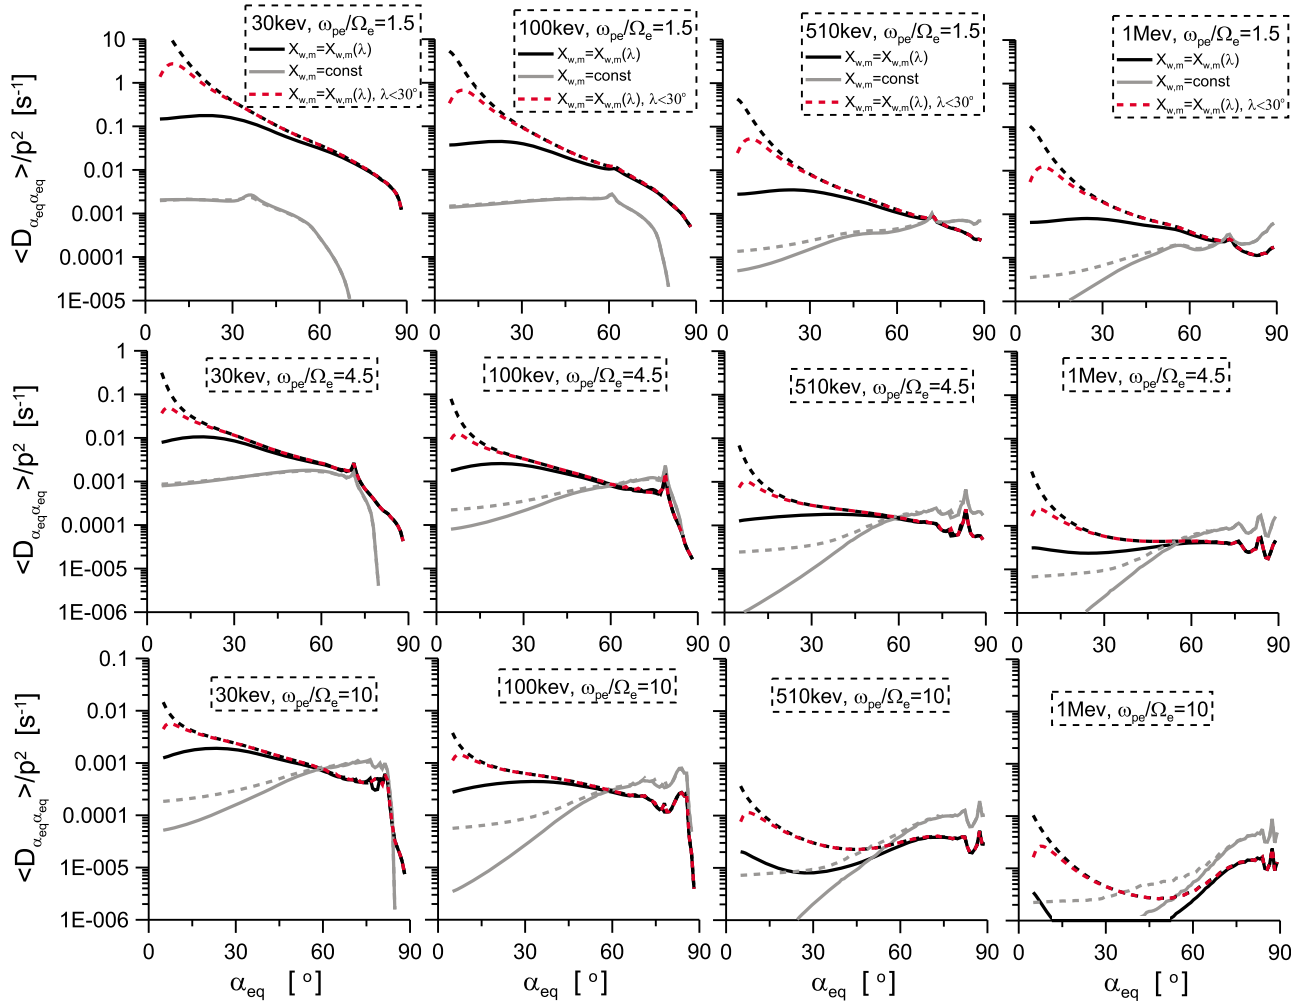 30kev, ωpe/Ωe=1.5
Xw,m=Xw,m(λ)
Xw,m=const
Xw,m=Xw,m(λ), λ<30°
100kev, ωpe/Ωe=1.5
Xw,m=Xw,m(λ)
Xw,m=const
Xw,m=Xw,m(λ), λ<30°
510kev, ωpe/Ωe=1.5
Xw,m=Xw,m(λ)
Xw,m=const
Xw,m=Xw,m(λ), λ<30°
1Mev, ωpe/Ωe=1.5
Xw,m=Xw,m(λ)
Xw,m=const
Xw,m=Xw,m(λ), λ<30°
<Dαeqαeq>/p² [s⁻¹]
10
1
0.1
0.01
0.001
0.0001
1E-005
0 30 60 90
0 30 60 90
0 30 60 90
0 30 60 90
30kev, ωpe/Ωe=4.5
100kev, ωpe/Ωe=4.5
510kev, ωpe/Ωe=4.5
1Mev, ωpe/Ωe=4.5
<Dαeqαeq>/p² [s⁻¹]
1
0.1
0.01
0.001
0.0001
1E-005
1E-006
0 30 60 90
0 30 60 90
0 30 60 90
0 30 60 90
30kev, ωpe/Ωe=10
100kev, ωpe/Ωe=10
510kev, ωpe/Ωe=10
1Mev, ωpe/Ωe=10
<Dαeqαeq>/p² [s⁻¹]
0.1
0.01
0.001
0.0001
1E-005
1E-006
0 30 60 90
0 30 60 90
0 30 60 90
0 30 60 90
αeq [°]
αeq [°]
αeq [°]
αeq [°]